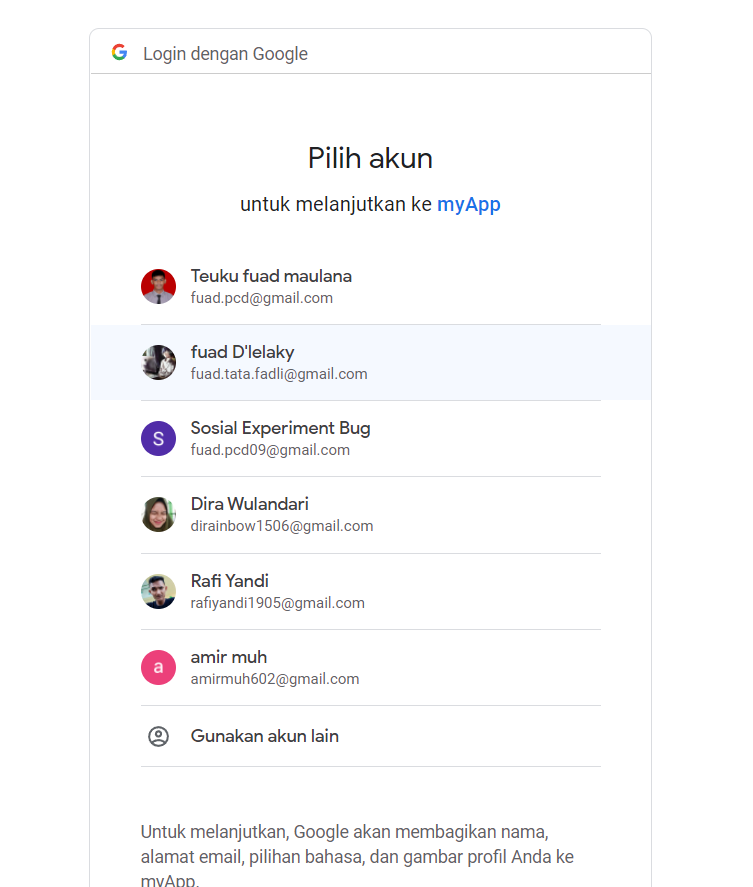 Login dengan Google
Pilih akun
untuk melanjutkan ke myApp
Teuku fuad maulana
fuad.pcd@gmail.com
fuad D'lelaky
fuad.tata.fadli@gmail.com
S
Sosial Experiment Bug
fuad.pcd09@gmail.com
Dira Wulandari
dirainbow1506@gmail.com
Rafi Yandi
rafiyandi1905@gmail.com
a
amir muh
amirmuh602@gmail.com
Gunakan akun lain
Untuk melanjutkan, Google akan membagikan nama,
alamat email, pilihan bahasa, dan gambar profil Anda ke
myApp.